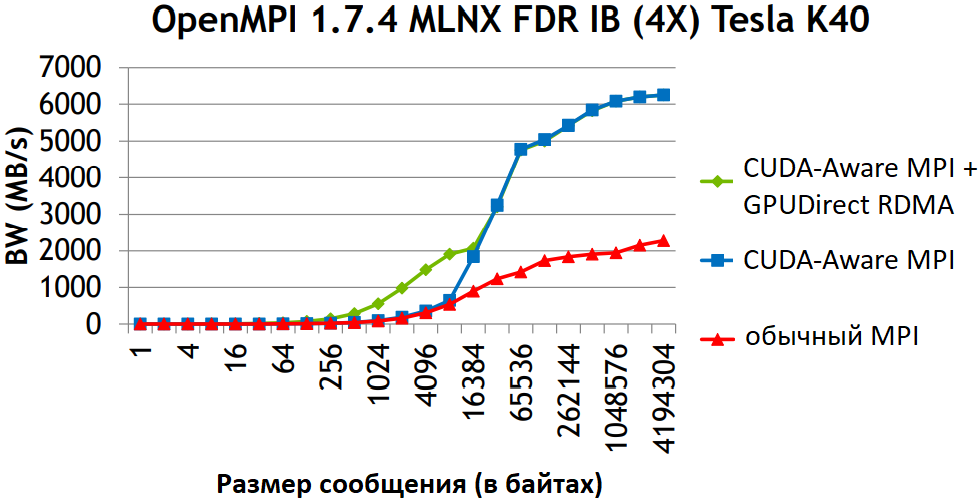 OpenMPI 1.7.4 MLNX FDR IB (4X) Tesla K40
7000
6000
5000
4000
3000
2000
1000
0
BW (MB/s)
1
4
16
64
256
1024
4096
16384
65536
262144
1048576
4194304
Размер сообщения (в байтах)
CUDA-Aware MPI +
GPUDirect RDMA
CUDA-Aware MPI
обычный MPI